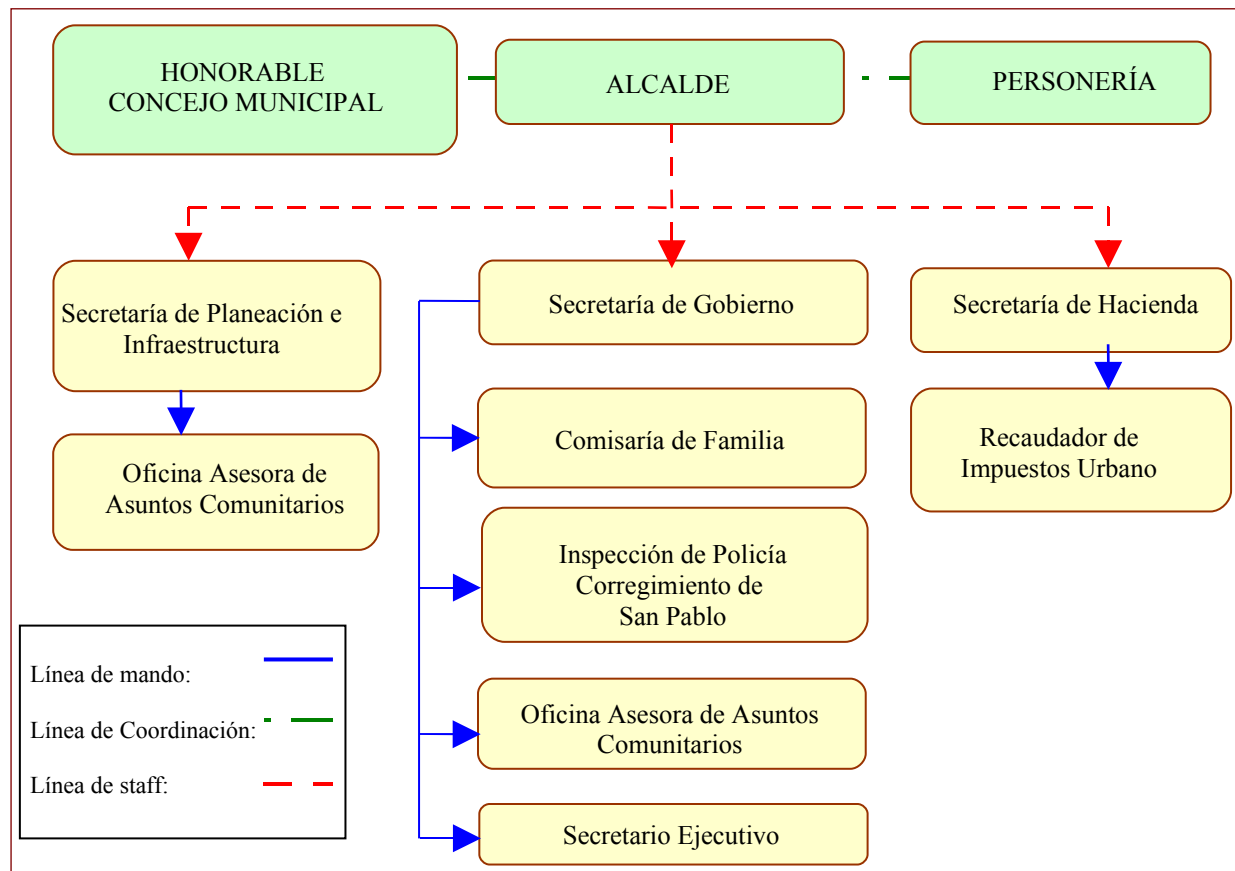 HONORABLE
CONCEJO MUNICIPAL
ALCALDE
PERSONERÍA
Secretaría de Planeación e
Infraestructura
Secretaría de Gobierno
Secretaría de Hacienda
Oficina Asesora de
Asuntos Comunitarios
Comisaría de Familia
Recaudador de
Impuestos Urbano
Inspección de Policía
Corregimiento de
San Pablo
Oficina Asesora de Asuntos
Comunitarios
Secretario Ejecutivo
Línea de mando:
Línea de Coordinación:
Línea de staff: